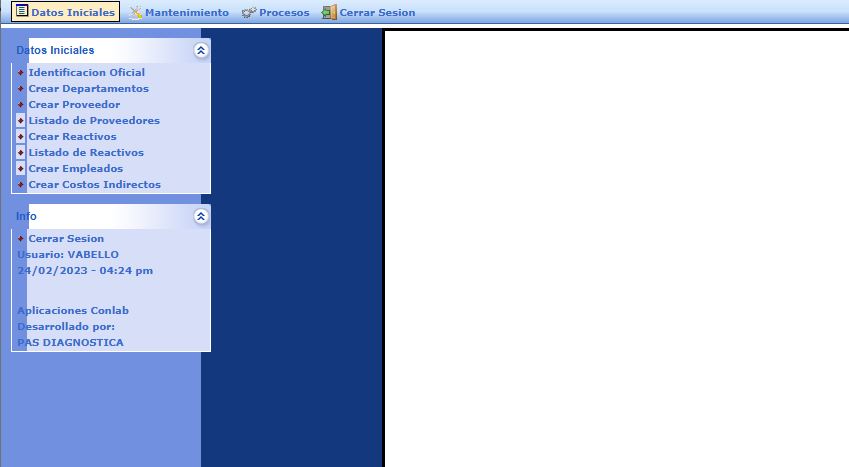 Datos Iniciales
Mantenimiento
Procesos
Cerrar Sesion
Datos Iniciales
Identificacion Oficial
Crear Departamentos
Crear Proveedor
Listado de Proveedores
Crear Reactivos
Listado de Reactivos
Crear Empleados
Crear Costos Indirectos
Info
Cerrar Sesion
Usuario: VABELLO
24/02/2023 - 04:24 pm
Aplicaciones Conlab
Desarrollado por:
PAS DIAGNOSTICA